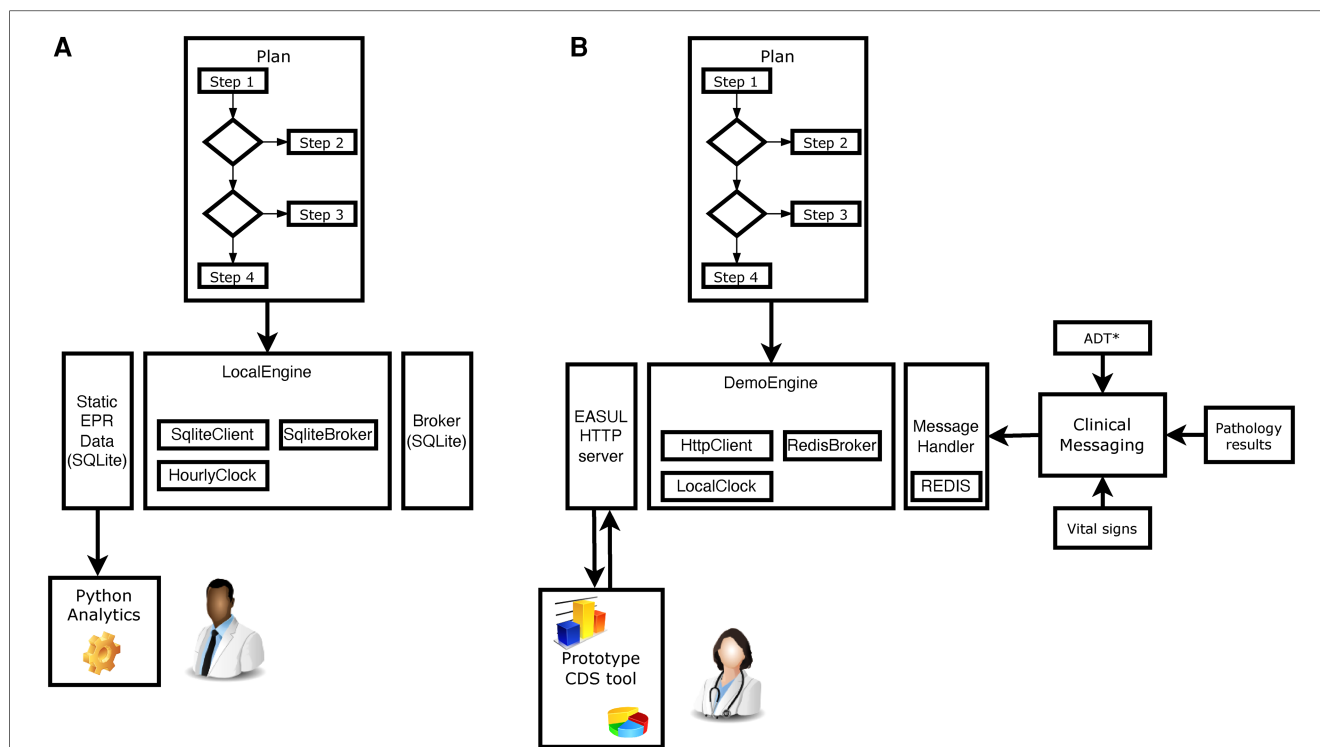 A
Plan
Step 1
Step 2
Step 3
Step 4
Static
EPR
Data
(SQLite)
LocalEngine
SqliteClient
SqliteBroker
HourlyClock
Broker
(SQLite)
Python
Analytics
B
Plan
Step 1
Step 2
Step 3
Step 4
EASUL
HTTP
server
DemoEngine
HttpClient
RedisBroker
LocalClock
Message
Handler
REDIS
ADT*
Clinical
Messaging
Pathology
results
Vital signs
Prototype
CDS tool